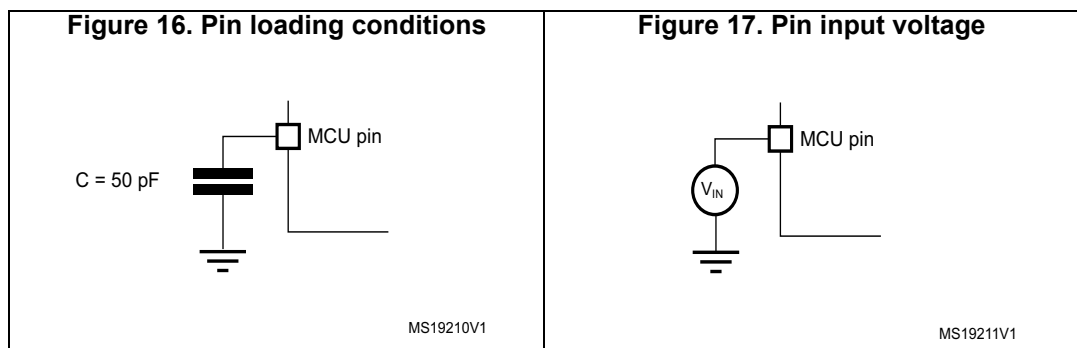 Figure 16. Pin loading conditions
Figure 17. Pin input voltage
MCU pin
C = 50 pF
MS19210V1
MCU pin
VIN
MS19211V1